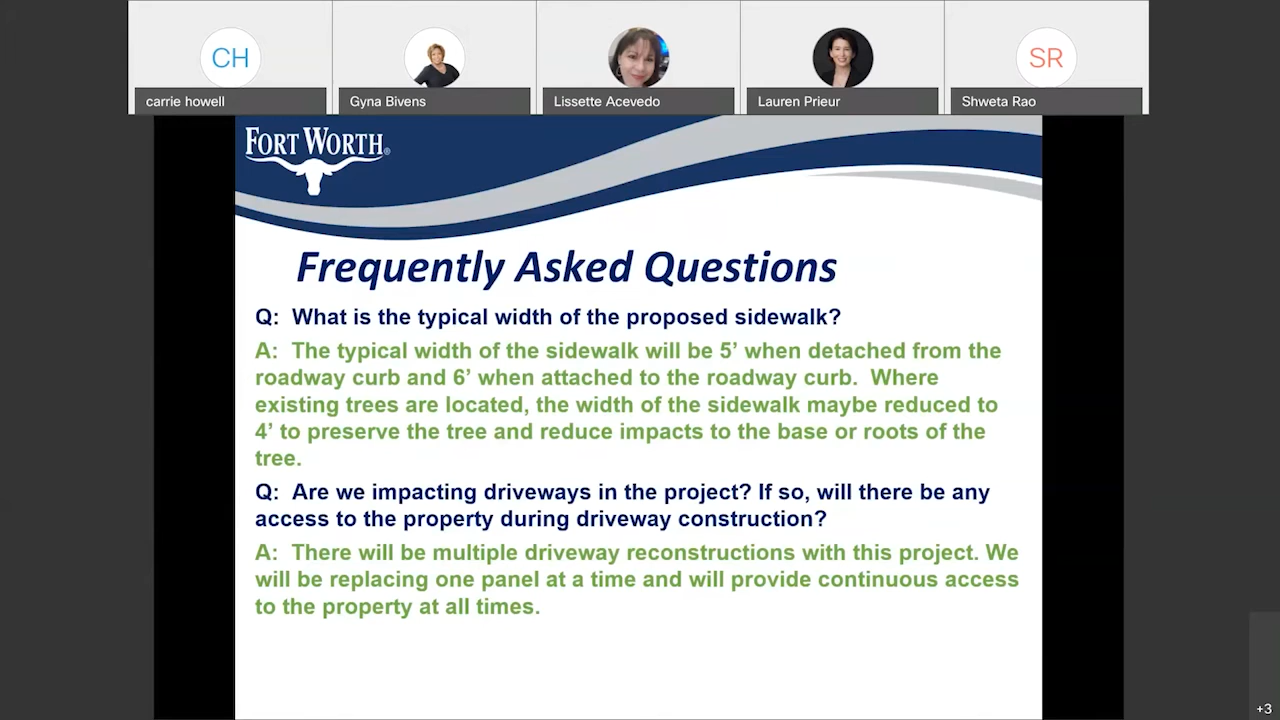 CH
SR
carrie howell
Gyna Bivens
Lissette Acevedo
Lauren Prieur
Shweta Rao
FORT WORTH®
Frequently Asked Questions
Q: What is the typical width of the proposed sidewalk?
A: The typical width of the sidewalk will be 5’ when detached from the
roadway curb and 6’ when attached to the roadway curb. Where
existing trees are located, the width of the sidewalk maybe reduced to
4’ to preserve the tree and reduce impacts to the base or roots of the
tree.
Q: Are we impacting driveways in the project? If so, will there be any
access to the property during driveway construction?
A: There will be multiple driveway reconstructions with this project. We
will be replacing one panel at a time and will provide continuous access
to the property at all times.
+3